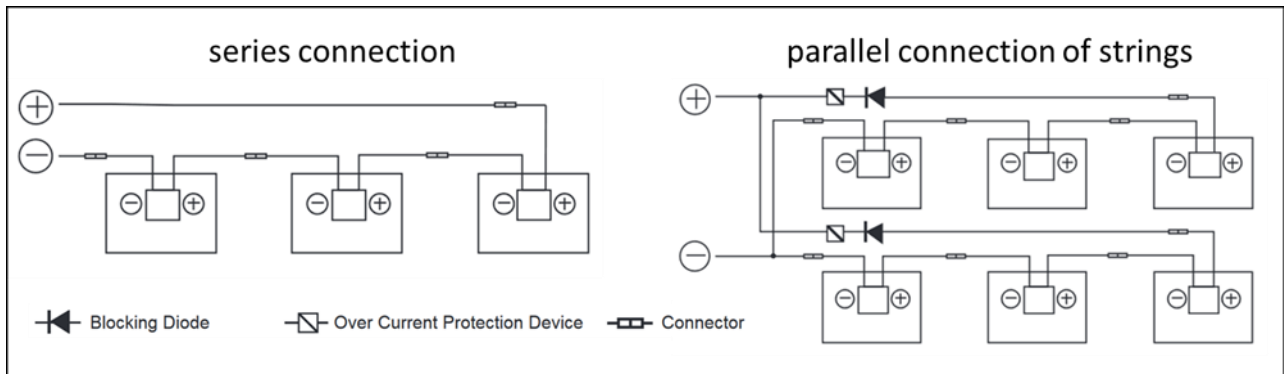 series connection
parallel connection of strings
+
−
− + − + − +
+
− + − + − +
−
− + − + − +
Blocking Diode Over Current Protection Device Connector